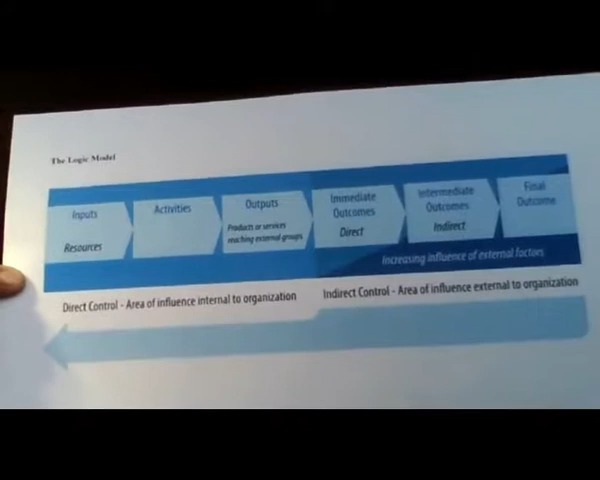 The Logic Model
Inputs
Resources
Activities
Outputs
Products or services
reaching external groups
Immediate
Outcomes
Direct
Intermediate
Outcomes
Indirect
Final
Outcome
Increasing influence of external factors
Direct Control - Area of influence internal to organization
Indirect Control - Area of influence external to organization